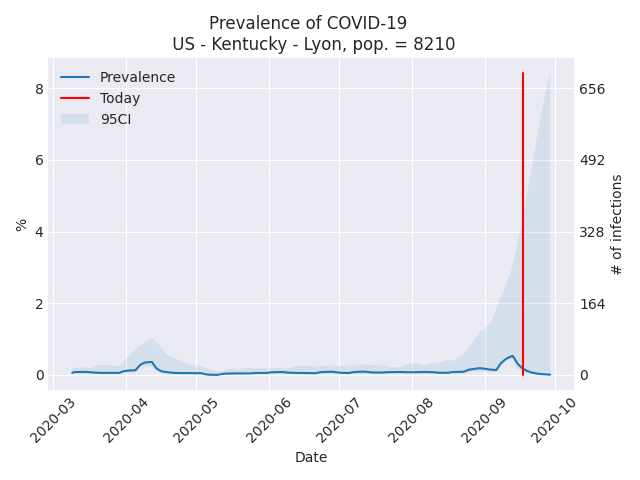 Prevalence of COVID-19
US - Kentucky - Lyon, pop. = 8210
Prevalence
Today
95CI
8
6
4
2
0
%
656
492
328
164
0
# of infections
2020-03
2020-04
2020-05
2020-06
2020-07
2020-08
2020-09
2020-10
Date